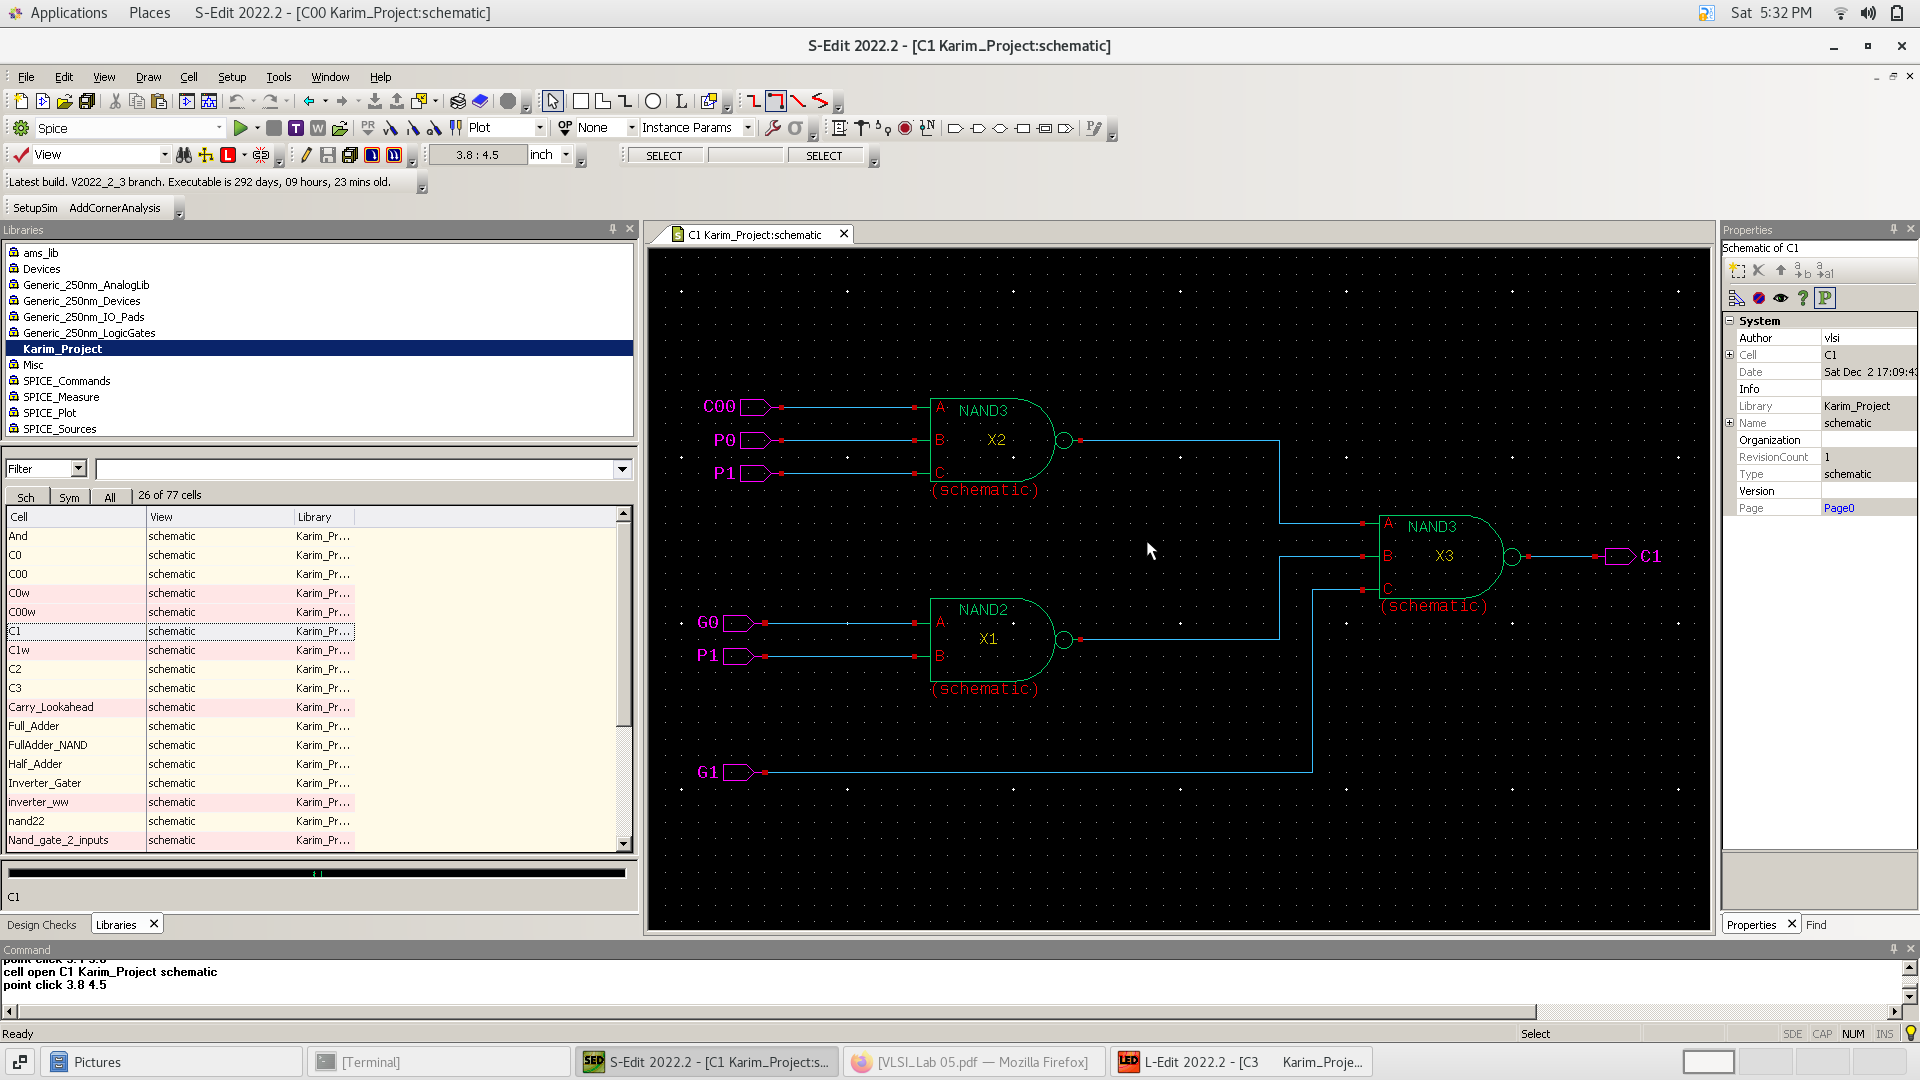 Applications Places S-Edit 2022.2 - [C00 Karim_Project:schematic] Sat 5:32 PM
S-Edit 2022.2 - [C1 Karim_Project:schematic]
File Edit View Draw Cell Setup Tools Window Help
Spice Plot OP None Instance Params
View 3.8 : 4.5 inch SELECT SELECT
Latest build. V2022_2_3 branch. Executable is 292 days, 09 hours, 23 mins old.
SetupSim AddCornerAnalysis
Libraries
ams_lib
Devices
Generic_250nm_AnalogLib
Generic_250nm_Devices
Generic_250nm_IO_Pads
Generic_250nm_LogicGates
Karim_Project
Misc
SPICE_Commands
SPICE_Measure
SPICE_Plot
SPICE_Sources
Filter
Sch Sym All 26 of 77 cells
Cell View Library
And schematic Karim_Pr...
C0 schematic Karim_Pr...
C00 schematic Karim_Pr...
C0w schematic Karim_Pr...
C00w schematic Karim_Pr...
C1 schematic Karim_Pr...
C1w schematic Karim_Pr...
C2 schematic Karim_Pr...
C3 schematic Karim_Pr...
Carry_Lookahead schematic Karim_Pr...
Full_Adder schematic Karim_Pr...
FullAdder_NAND schematic Karim_Pr...
Half_Adder schematic Karim_Pr...
Inverter_Gater schematic Karim_Pr...
inverter_ww schematic Karim_Pr...
nand22 schematic Karim_Pr...
Nand_gate_2_inputs schematic Karim_Pr...
C1
Design Checks Libraries
C1 Karim_Project:schematic
C00 A NAND3
P0 B X2
P1 C
(schematic)
A NAND3
B X3 C1
C
(schematic)
G0 A NAND2
X1
P1 B
(schematic)
G1
Properties
Schematic of C1
System
Author vlsi
Cell C1
Date Sat Dec 2 17:09:43
Info
Library Karim_Project
Name schematic
Organization
RevisionCount 1
Type schematic
Version
Page Page0
Properties Find
Command
cell open C1 Karim_Project schematic
point click 3.8 4.5
Ready Select SDE CAP NUM INS
Pictures [Terminal] S-Edit 2022.2 - [C1 Karim_Project:s... [VLSI_Lab 05.pdf — Mozilla Firefox] L-Edit 2022.2 - [C3 Karim_Proje...